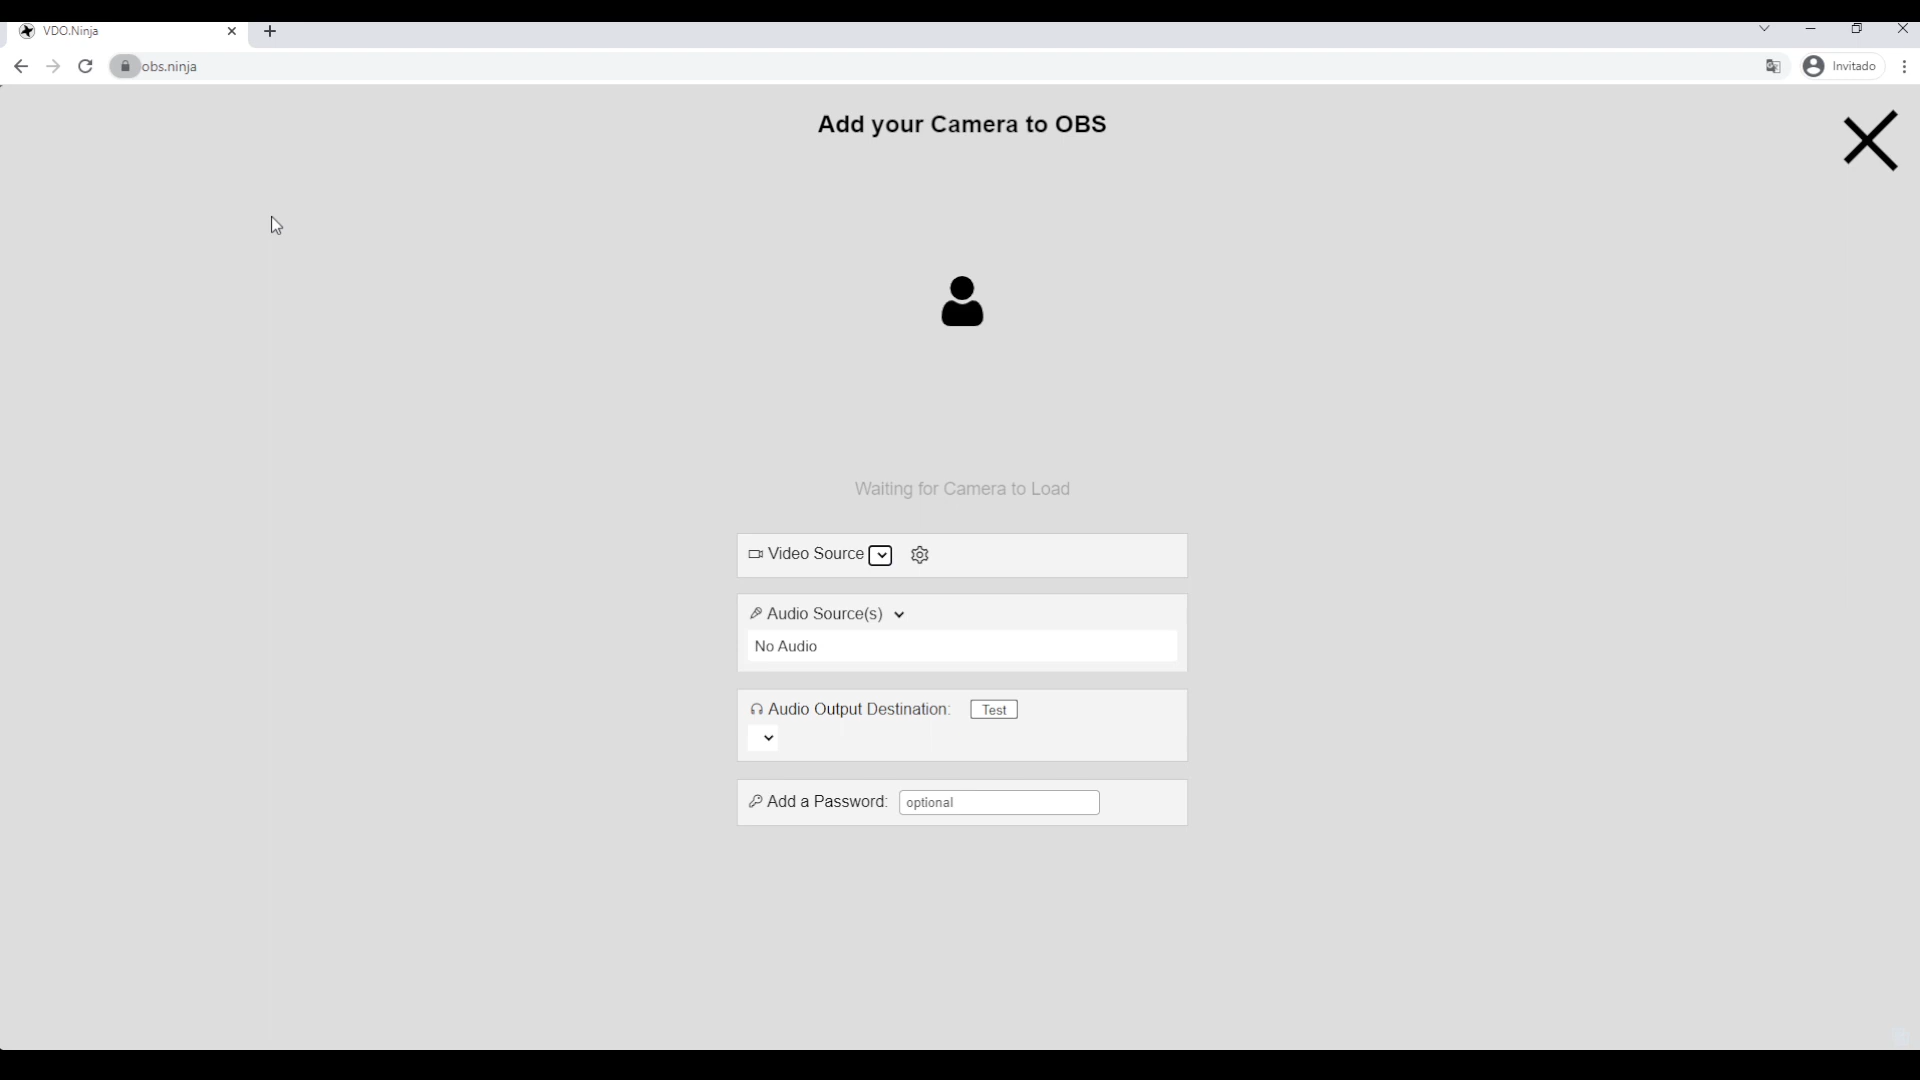 VDO.Ninja
obs.ninja
Invitado
Add your Camera to OBS
Waiting for Camera to Load
Video Source
Audio Source(s)
No Audio
Audio Output Destination: Test
Add a Password: optional